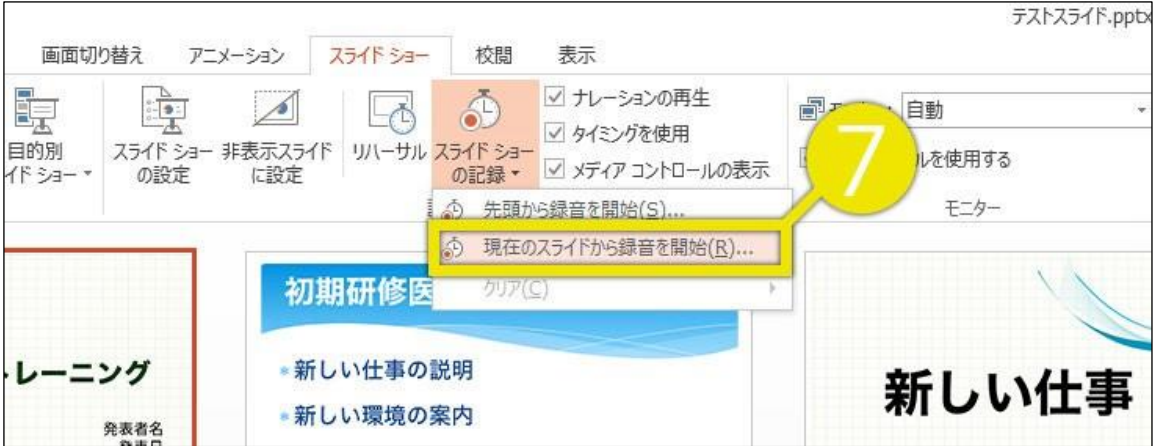 テストスライド.pptx
画面切り替え アニメーション スライド ショー 校閲 表示
目的別
イド ショー
スライド ショー
の設定
非表示スライド
に設定
リハーサル
スライド ショー
の記録
ナレーションの再生
タイミングを使用
メディア コントロールの表示
自動
を使用する
モニター
7
先頭から録音を開始(S)...
現在のスライドから録音を開始(R)...
クリア(C)
レーニング
発表者名
初期研修医
新しい仕事の説明
新しい環境の案内
新しい仕事